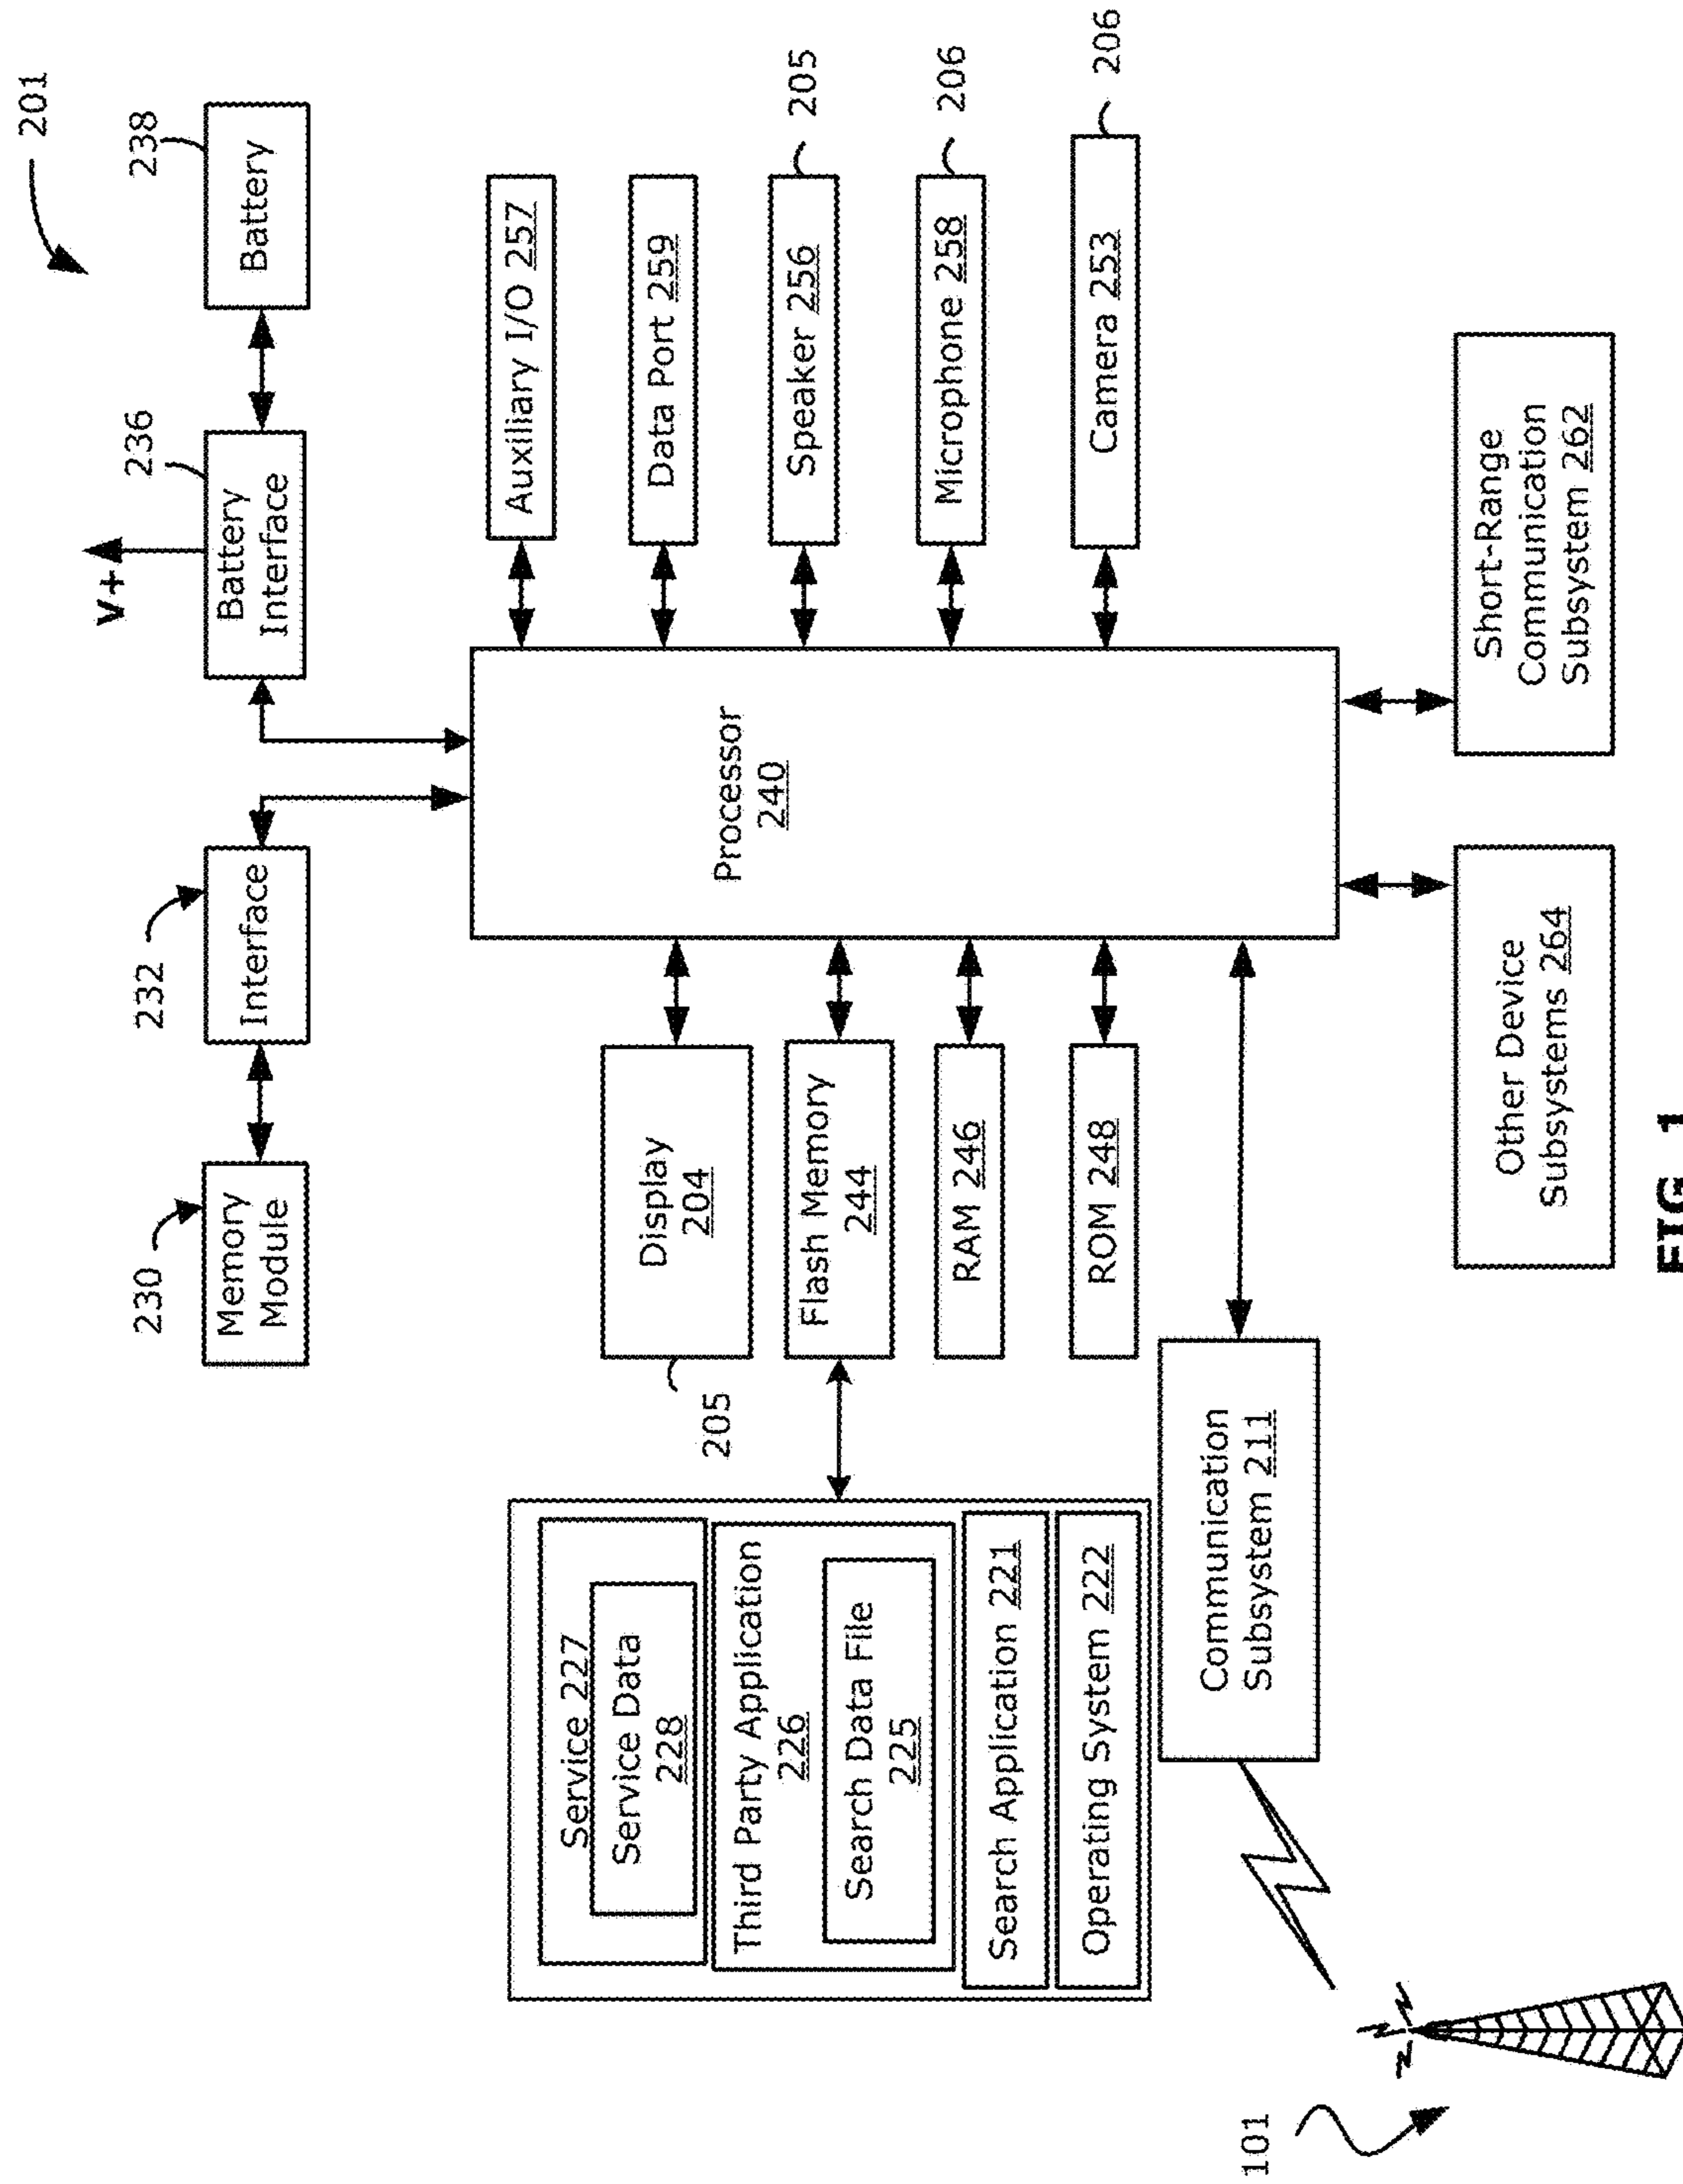 201
230
Memory
Module
232
Interface
V+
236
Battery
Interface
238
Battery
Service 227
Service Data
228
Third Party Application
226
Search Data File
225
Search Application 221
Operating System 222
205
Display
204
Flash Memory
244
RAM 246
ROM 248
Communication
Subsystem 211
Processor
240
Auxiliary I/O 257
Data Port 259
Speaker 256
205
Microphone 258
206
Camera 253
206
101
Other Device
Subsystems 264
Short-Range
Communication
Subsystem 262
FIG. 1